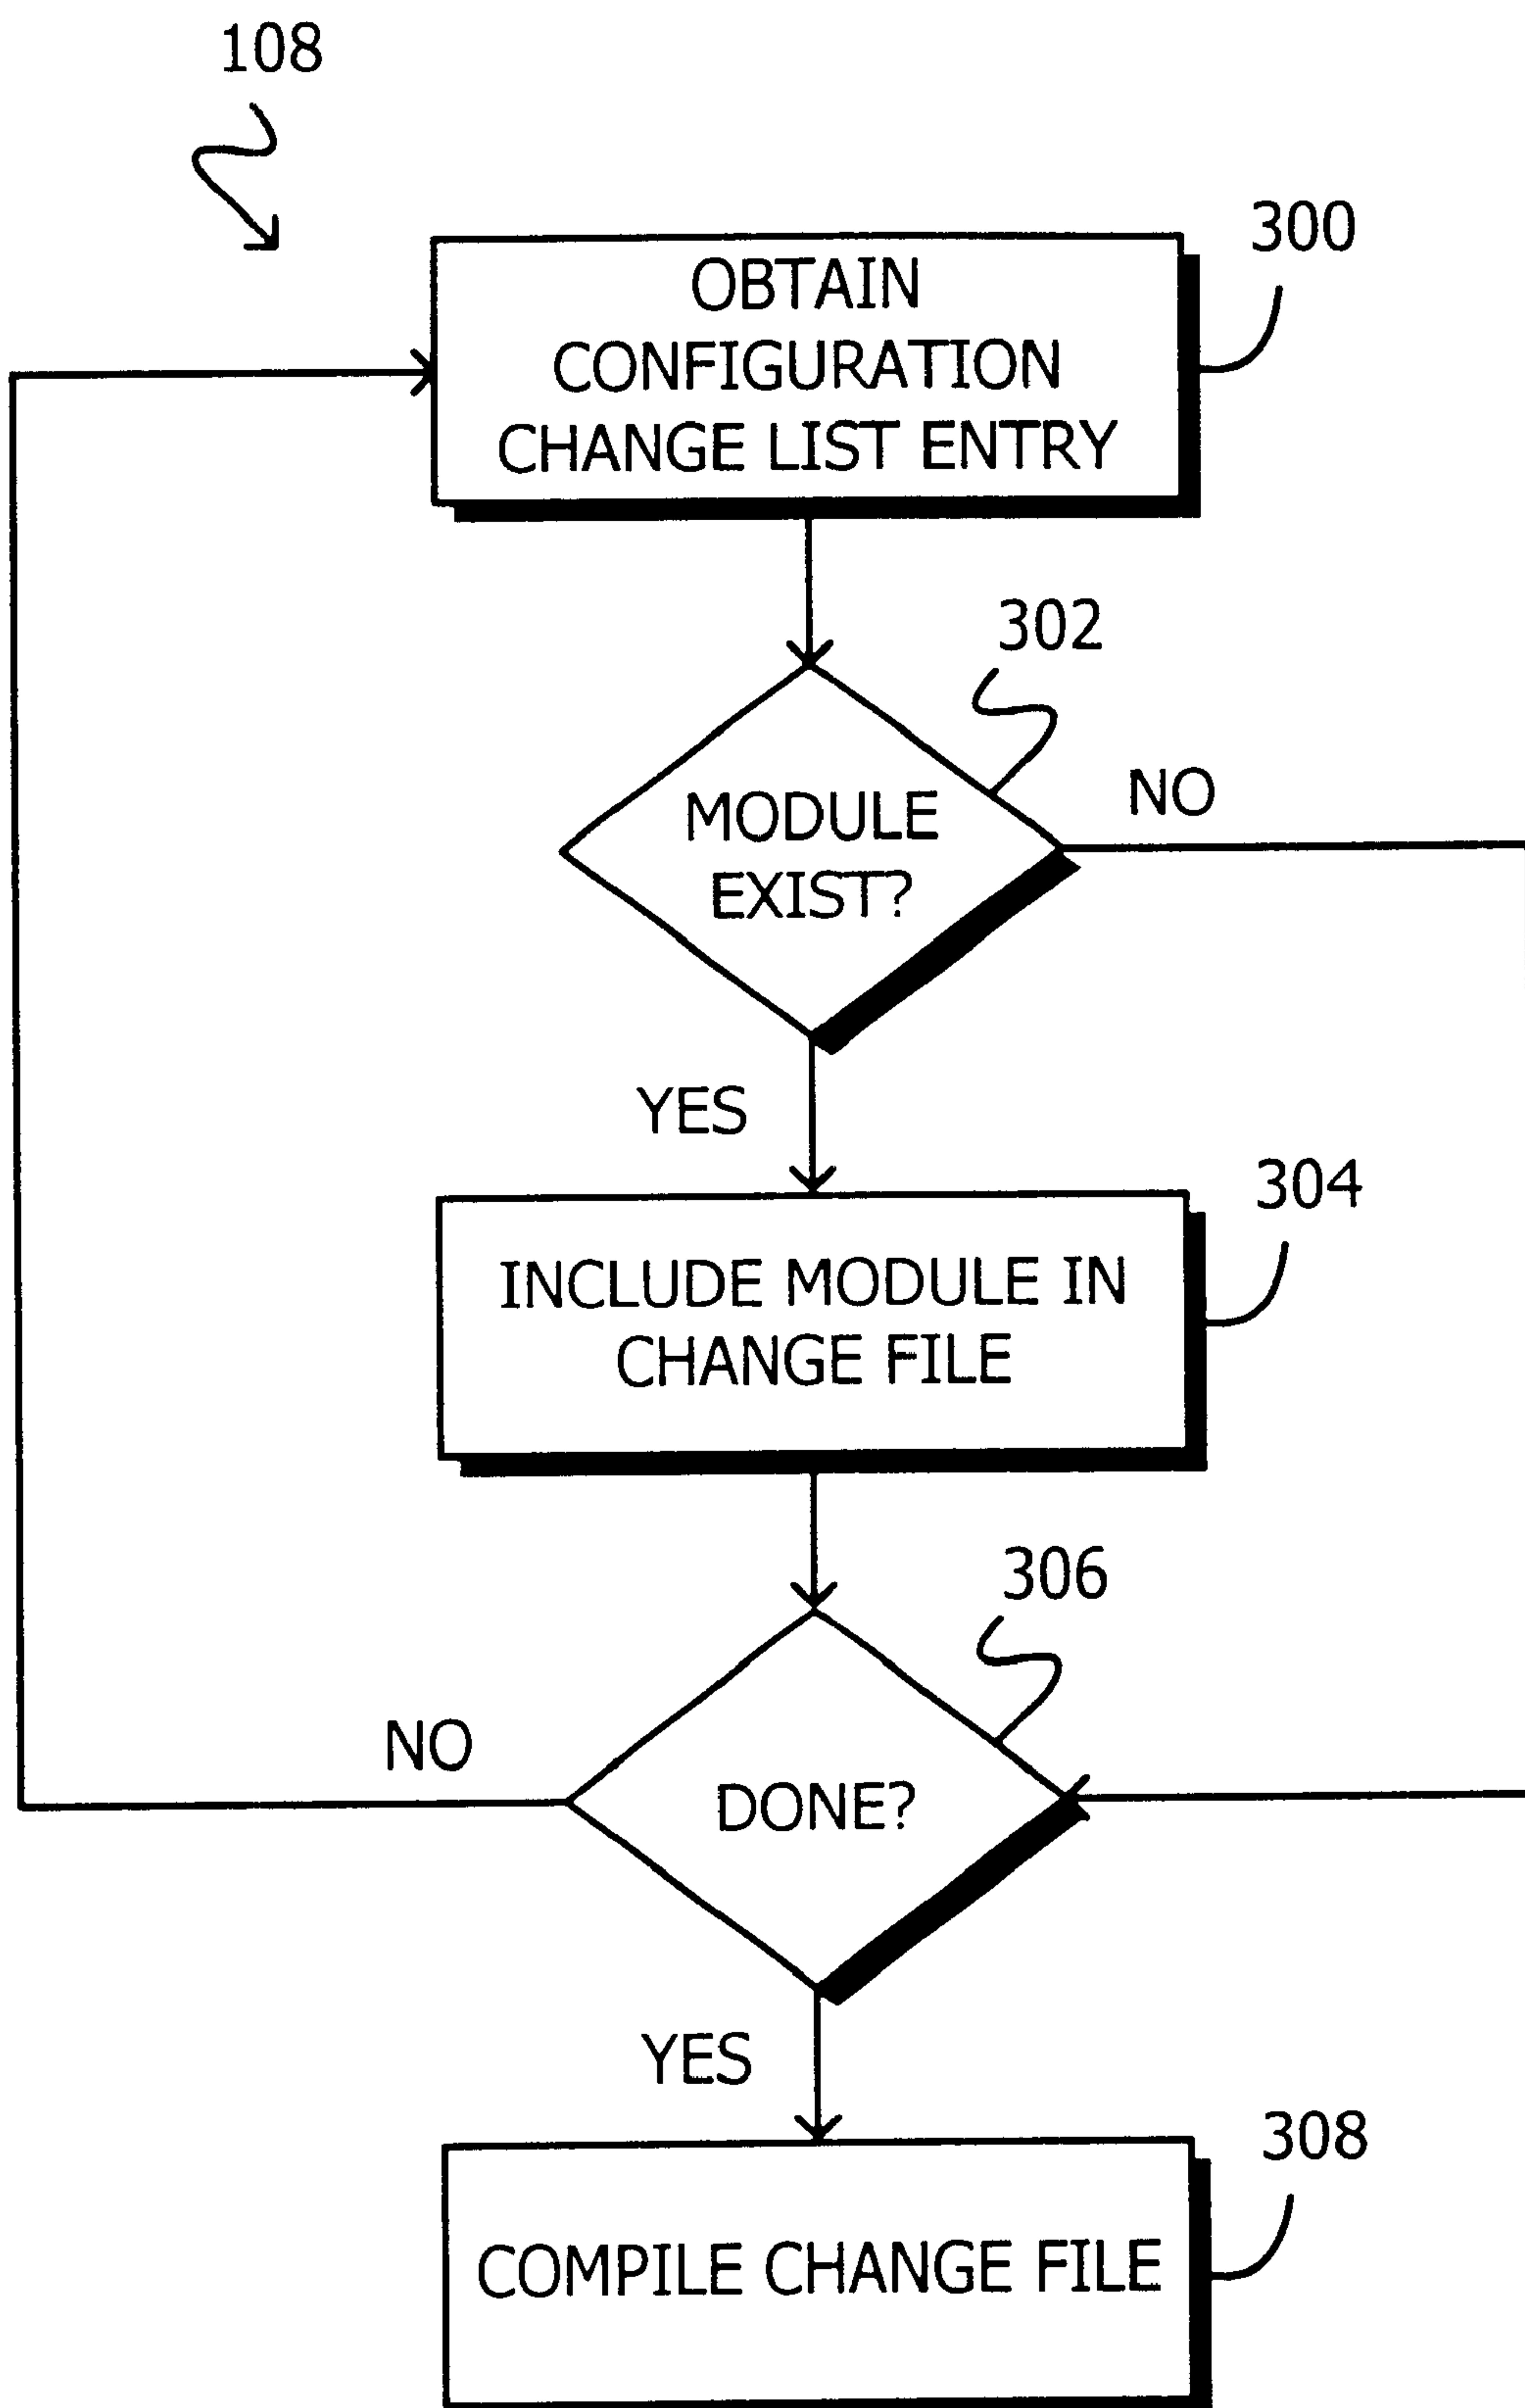 108
300
OBTAIN
CONFIGURATION
CHANGE LIST ENTRY
302
MODULE
EXIST?
NO
YES
304
INCLUDE MODULE IN
CHANGE FILE
306
NO
DONE?
YES
308
COMPILE CHANGE FILE